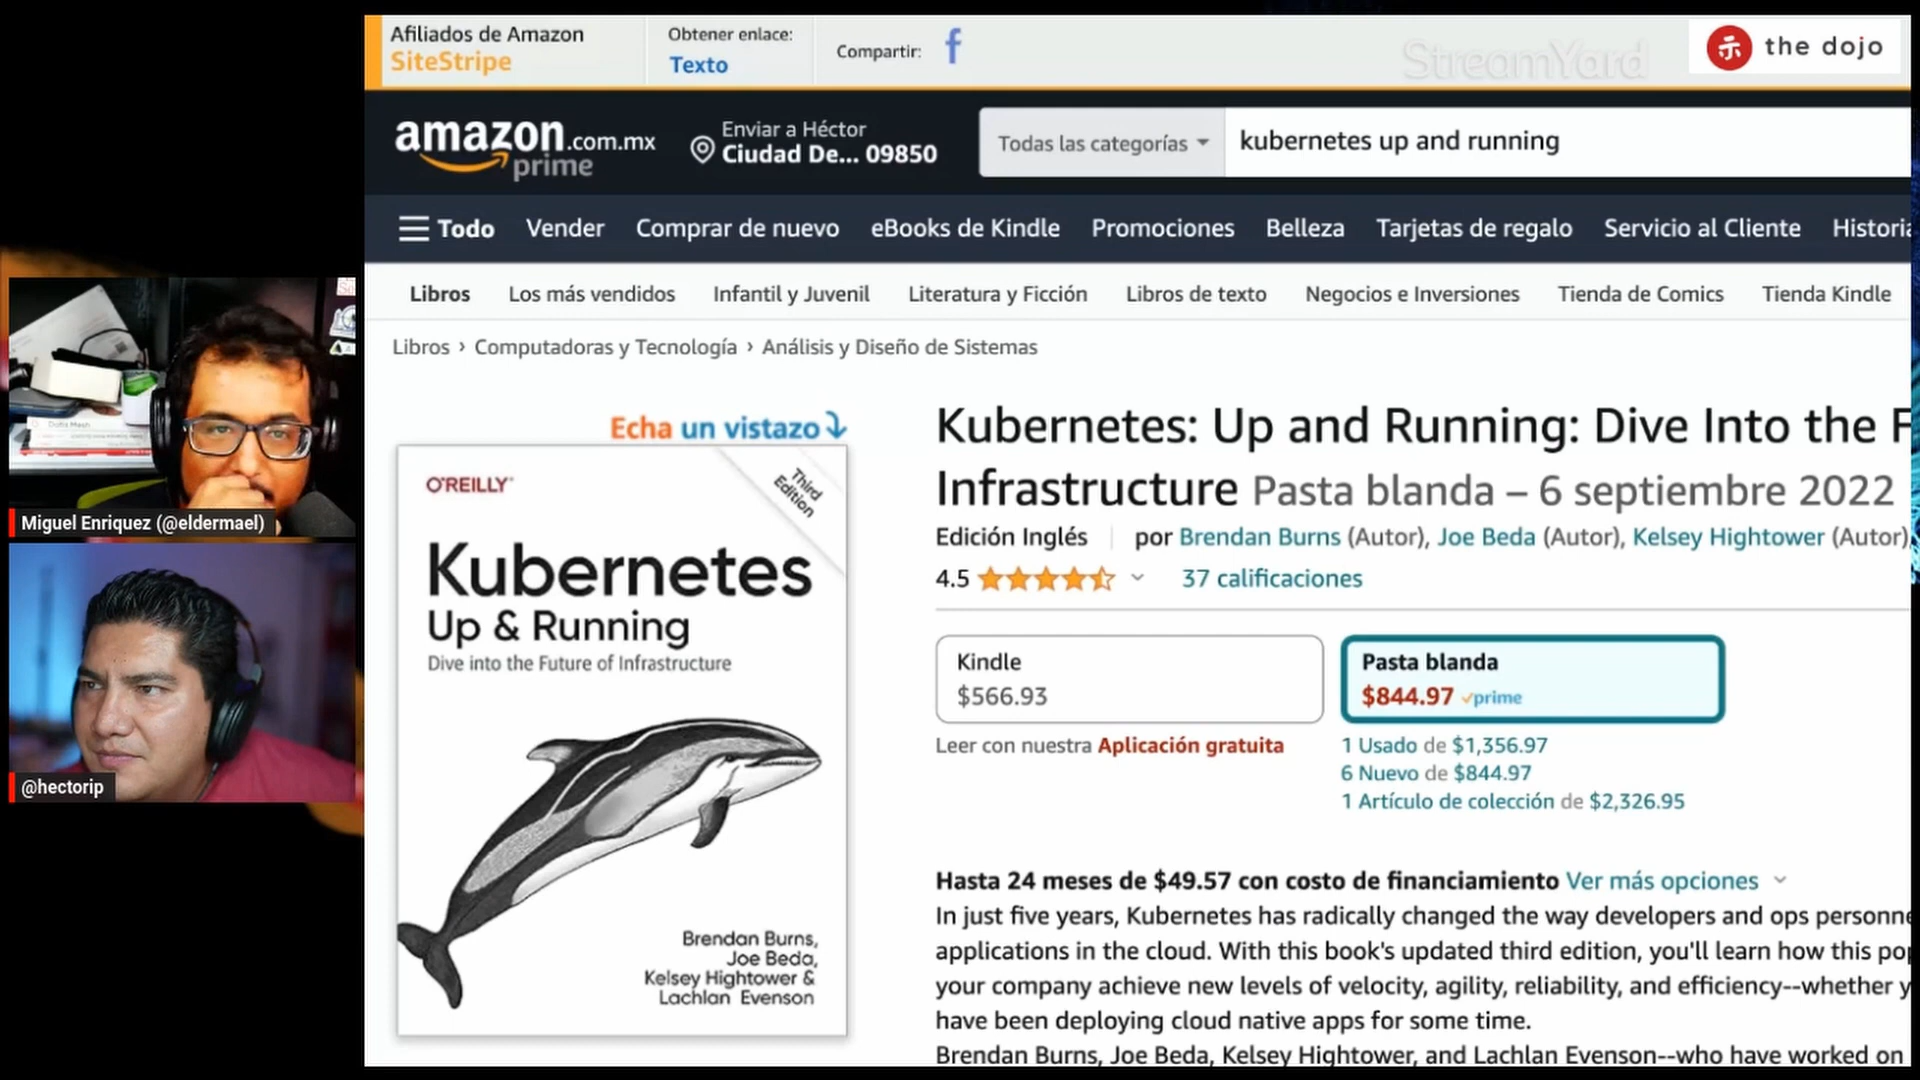 Afiliados de Amazon
SiteStripe
Obtener enlace:
Texto
Compartir:
StreamYard
the dojo
amazon.com.mx
prime
Enviar a Héctor
Ciudad De... 09850
Todas las categorías
kubernetes up and running
Todo Vender Comprar de nuevo eBooks de Kindle Promociones Belleza Tarjetas de regalo Servicio al Cliente Historia
Libros Los más vendidos Infantil y Juvenil Literatura y Ficción Libros de texto Negocios e Inversiones Tienda de Comics Tienda Kindle
Libros › Computadoras y Tecnología › Análisis y Diseño de Sistemas
Echa un vistazo
O'REILLY
Third
Edition
Kubernetes
Up & Running
Dive into the Future of Infrastructure
Brendan Burns,
Joe Beda,
Kelsey Hightower &
Lachlan Evenson
Kubernetes: Up and Running: Dive Into the F
Infrastructure Pasta blanda – 6 septiembre 2022
Edición Inglés por Brendan Burns (Autor), Joe Beda (Autor), Kelsey Hightower (Autor)
4.5 37 calificaciones
Kindle
$566.93
Pasta blanda
$844.97 prime
Leer con nuestra Aplicación gratuita
1 Usado de $1,356.97
6 Nuevo de $844.97
1 Artículo de colección de $2,326.95
Hasta 24 meses de $49.57 con costo de financiamiento Ver más opciones
In just five years, Kubernetes has radically changed the way developers and ops personne
applications in the cloud. With this book's updated third edition, you'll learn how this pop
your company achieve new levels of velocity, agility, reliability, and efficiency--whether y
have been deploying cloud native apps for some time.
Brendan Burns, Joe Beda, Kelsey Hightower, and Lachlan Evenson--who have worked on
Data Mesh
Miguel Enriquez (@eldermael)
@hectorip